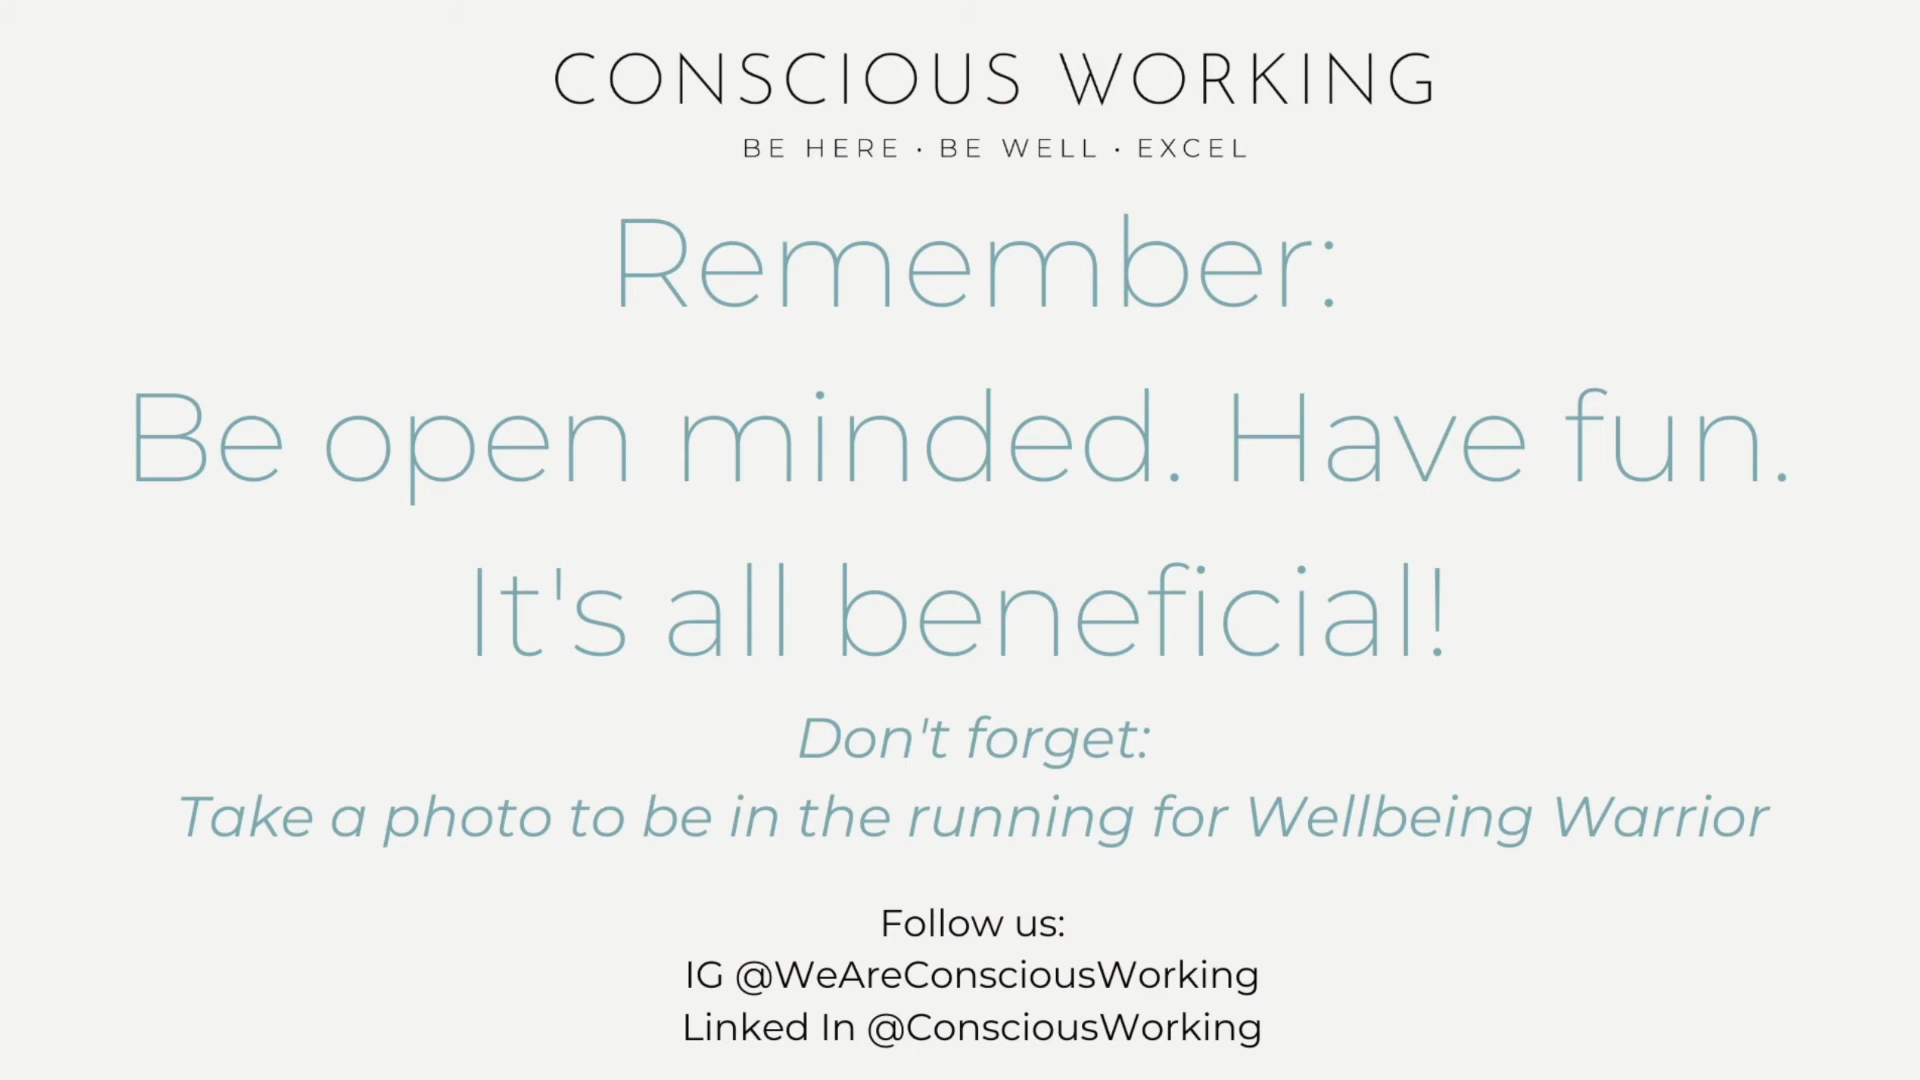 CONSCIOUS WORKING
BE HERE · BE WELL · EXCEL
Remember:
Be open minded. Have fun.
It's all beneficial!
Don't forget:
Take a photo to be in the running for Wellbeing Warrior
Follow us:
IG @WeAreConsciousWorking
Linked In @ConsciousWorking